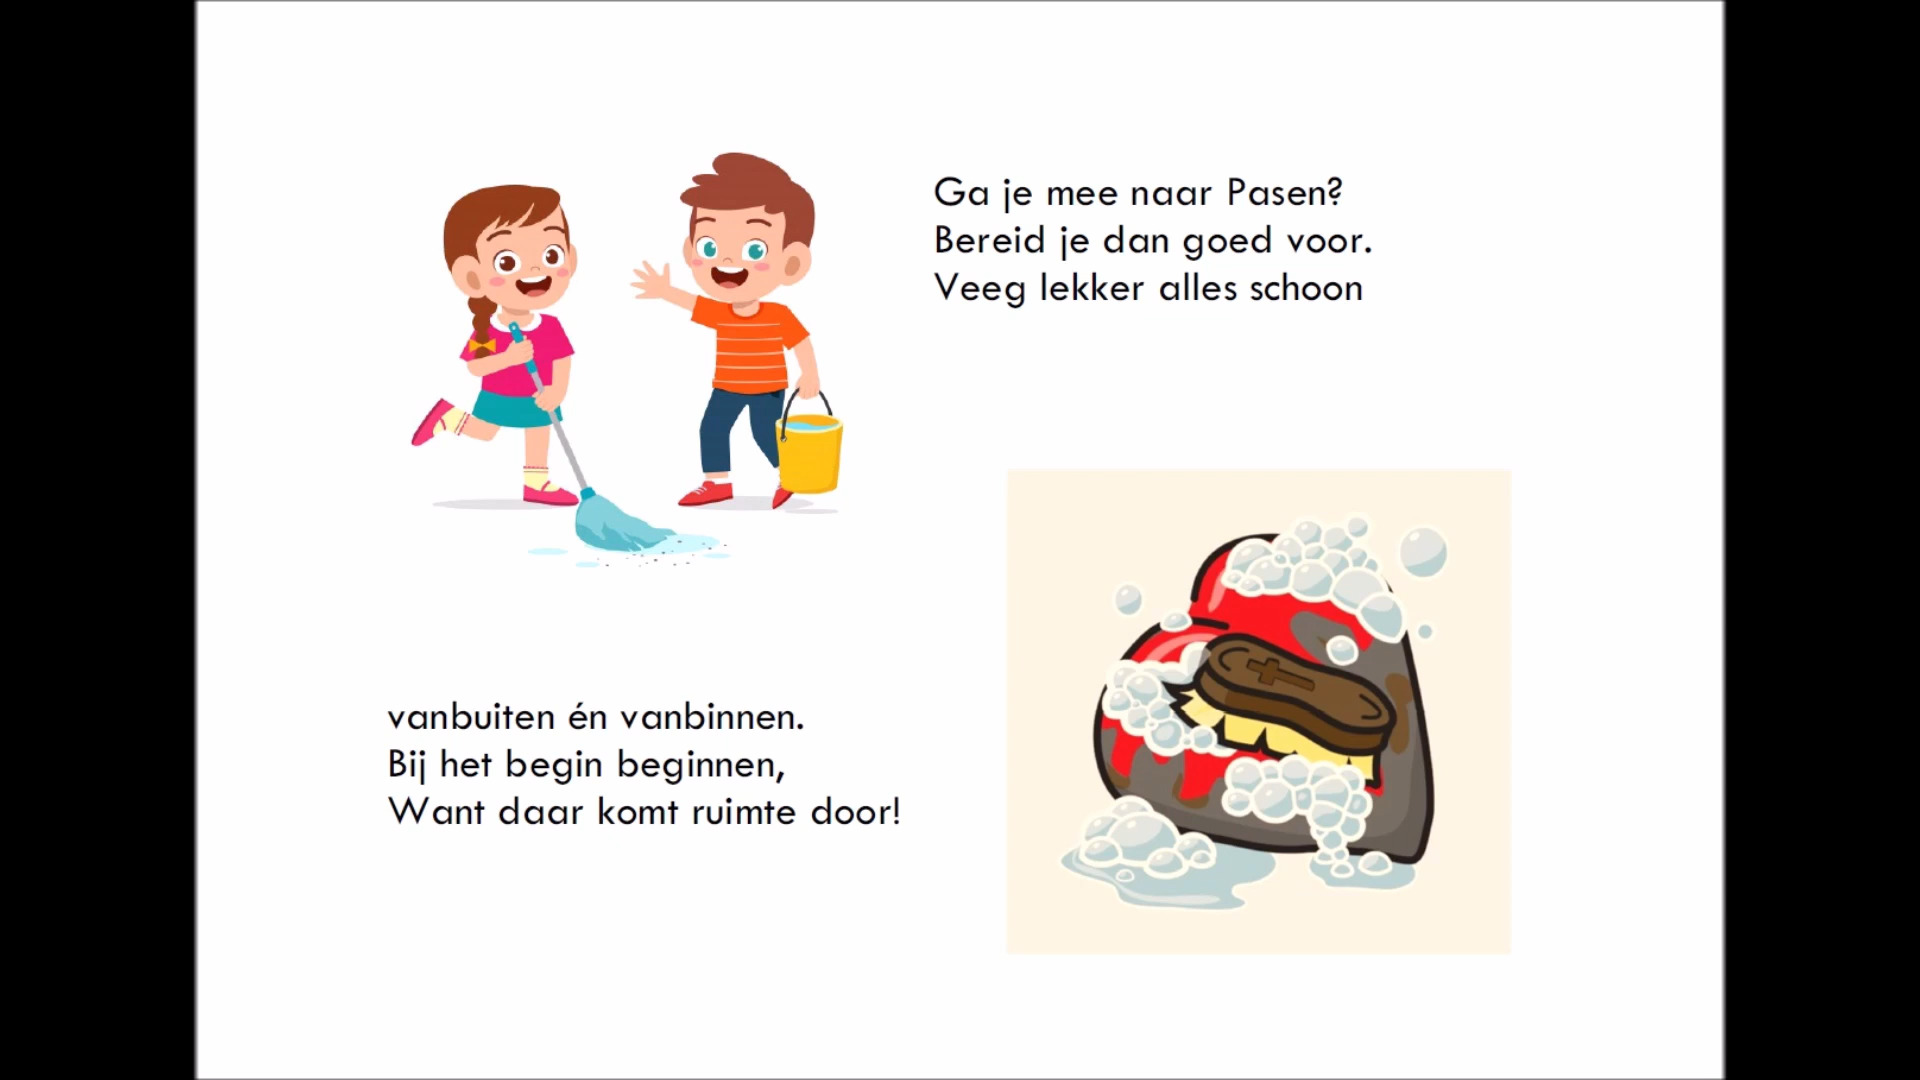 Ga je mee naar Pasen?
Bereid je dan goed voor.
Veeg lekker alles schoon
vanbuiten én vanbinnen.
Bij het begin beginnen,
Want daar komt ruimte door!